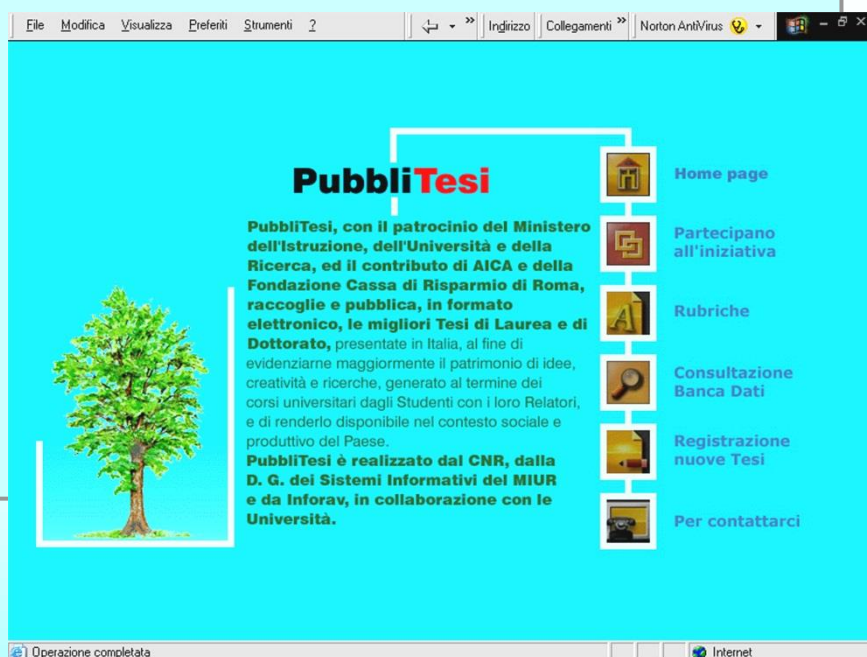 File Modifica Visualizza Preferiti Strumenti ? » Indirizzo Collegamenti » Norton AntiVirus
PubbliTesi
PubbliTesi, con il patrocinio del Ministero
dell'Istruzione, dell'Università e della
Ricerca, ed il contributo di AICA e della
Fondazione Cassa di Risparmio di Roma,
raccoglie e pubblica, in formato
elettronico, le migliori Tesi di Laurea e di
Dottorato, presentate in Italia, al fine di
evidenziarne maggiormente il patrimonio di idee,
creatività e ricerche, generato al termine dei
corsi universitari dagli Studenti con i loro Relatori,
e di renderlo disponibile nel contesto sociale e
produttivo del Paese.
PubbliTesi è realizzato dal CNR, dalla
D. G. dei Sistemi Informativi del MIUR
e da Inforav, in collaborazione con le
Università.
Home page
Partecipano
all'iniziativa
A
Rubriche
Consultazione
Banca Dati
Registrazione
nuove Tesi
Per contattarci
Operazione completata
Internet